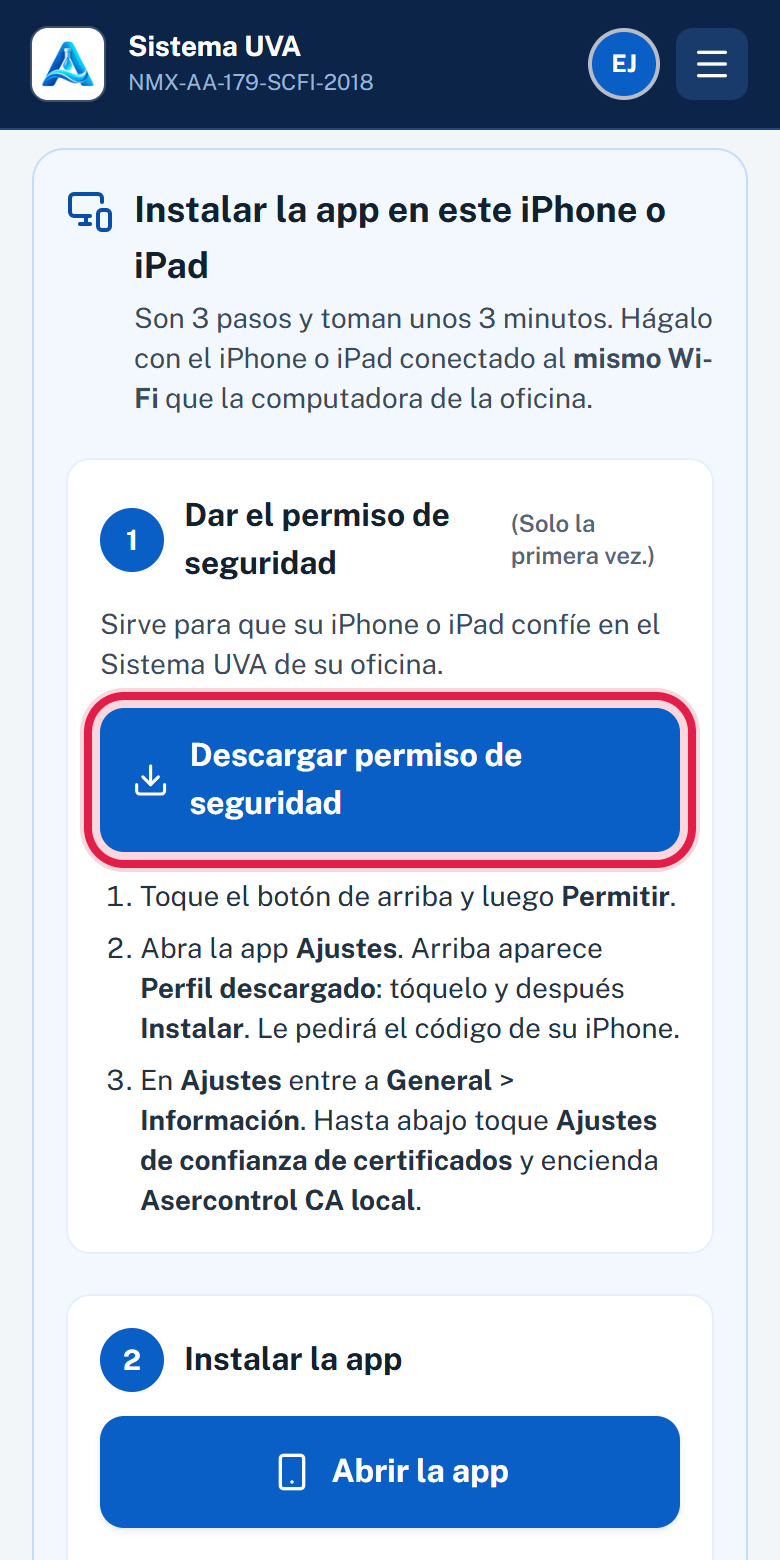 Sistema UVA
NMX-AA-179-SCFI-2018
EJ
Instalar la app en este iPhone o
iPad
Son 3 pasos y toman unos 3 minutos. Hágalo
con el iPhone o iPad conectado al mismo Wi-
Fi que la computadora de la oficina.
1
Dar el permiso de
seguridad
(Solo la
primera vez.)
Sirve para que su iPhone o iPad confíe en el
Sistema UVA de su oficina.
Descargar permiso de
seguridad
1. Toque el botón de arriba y luego Permitir.
2. Abra la app Ajustes. Arriba aparece
Perfil descargado: tóquelo y después
Instalar. Le pedirá el código de su iPhone.
3. En Ajustes entre a General >
Información. Hasta abajo toque Ajustes
de confianza de certificados y encienda
Asercontrol CA local.
2
Instalar la app
Abrir la app